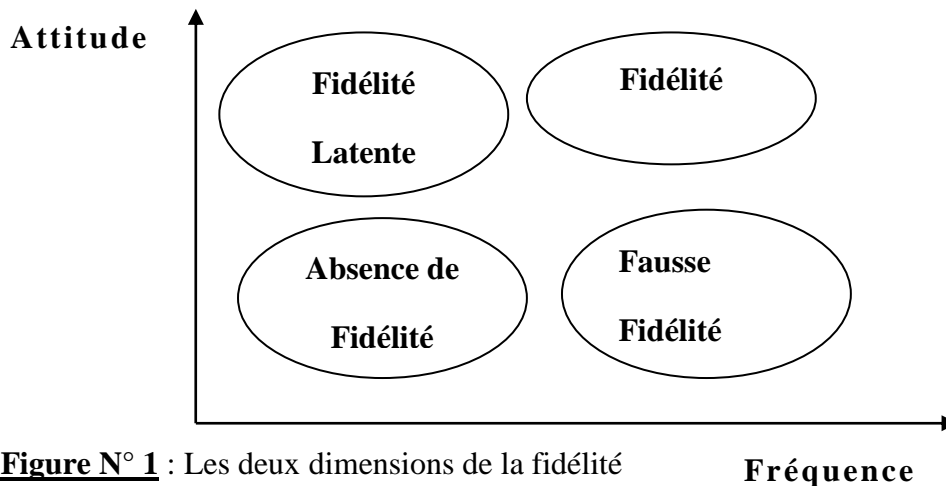 Attitude
Fidélité
Latente
Fidélité
Absence de
Fidélité
Fausse
Fidélité
Figure N° 1 : Les deux dimensions de la fidélité
Fréquence